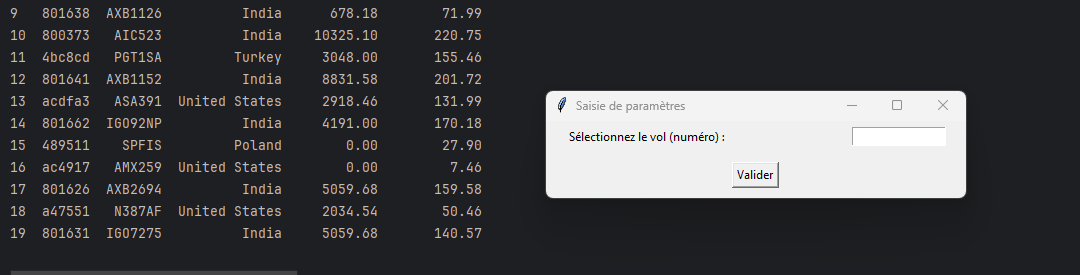 9 801638 AXB1126 India 678.18 71.99
10 800373 AIC523 India 10325.10 220.75
11 4bc8cd PGT1SA Turkey 3048.00 155.46
12 801641 AXB1152 India 8831.58 201.72
13 acdfa3 ASA391 United States 2918.46 131.99
14 801662 IGO92NP India 4191.00 170.18
15 489511 SPFIS Poland 0.00 27.90
16 ac4917 AMX259 United States 0.00 7.46
17 801626 AXB2694 India 5059.68 159.58
18 a47551 N387AF United States 2034.54 50.46
19 801631 IGO7275 India 5059.68 140.57
Saisie de paramètres
Sélectionnez le vol (numéro) :
Valider